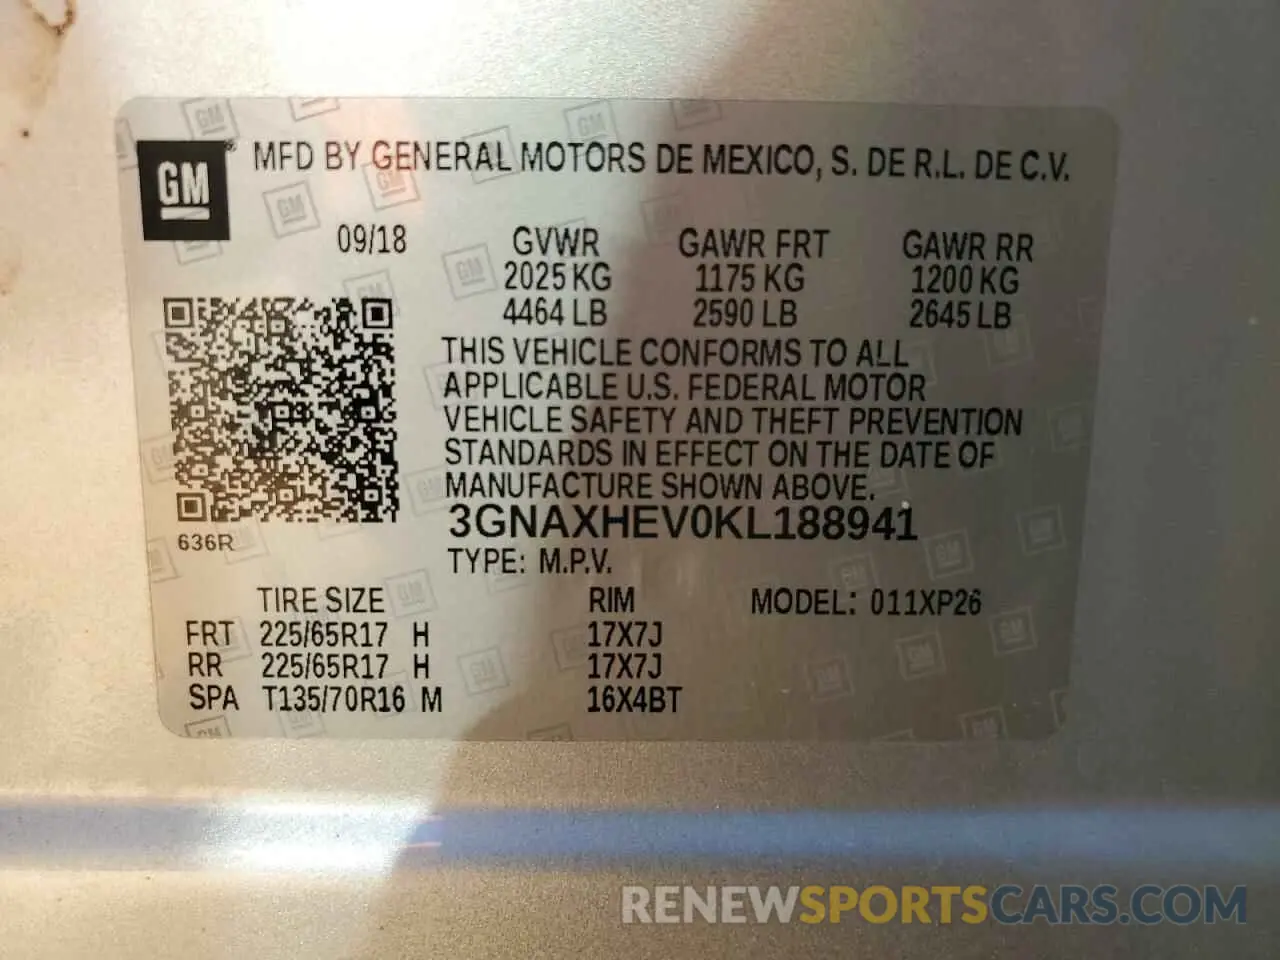 GM® MFD BY GENERAL MOTORS DE MEXICO, S. DE R.L. DE C.V.
09/18 GVWR GAWR FRT GAWR RR
2025 KG 1175 KG 1200 KG
4464 LB 2590 LB 2645 LB
THIS VEHICLE CONFORMS TO ALL
APPLICABLE U.S. FEDERAL MOTOR
VEHICLE SAFETY AND THEFT PREVENTION
STANDARDS IN EFFECT ON THE DATE OF
MANUFACTURE SHOWN ABOVE.
3GNAXHEV0KL188941
636R
TYPE: M.P.V.
TIRE SIZE RIM MODEL: 011XP26
FRT 225/65R17 H 17X7J
RR 225/65R17 H 17X7J
SPA T135/70R16 M 16X4BT
RENEWSPORTSCARS.COM